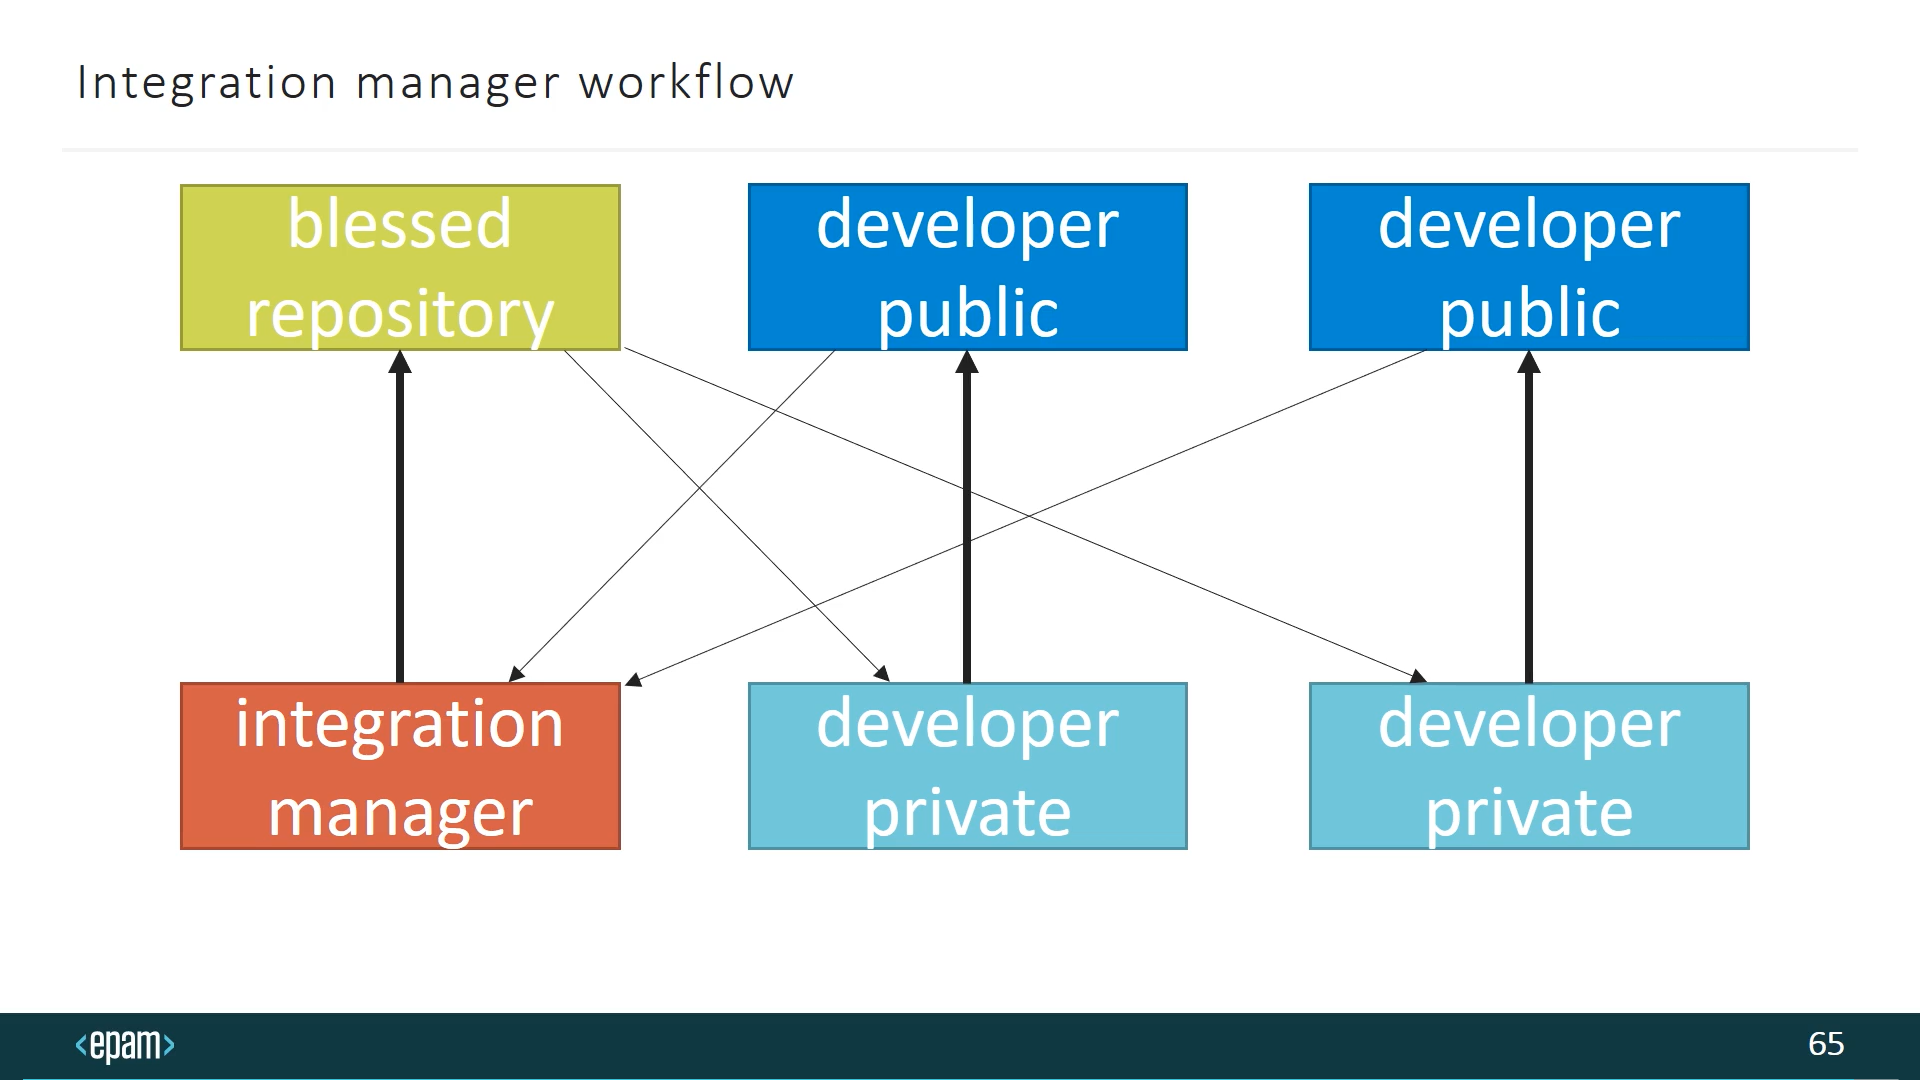 Integration manager workflow
blessed
repository
developer
public
developer
public
integration
manager
developer
private
developer
private
<epam>
65